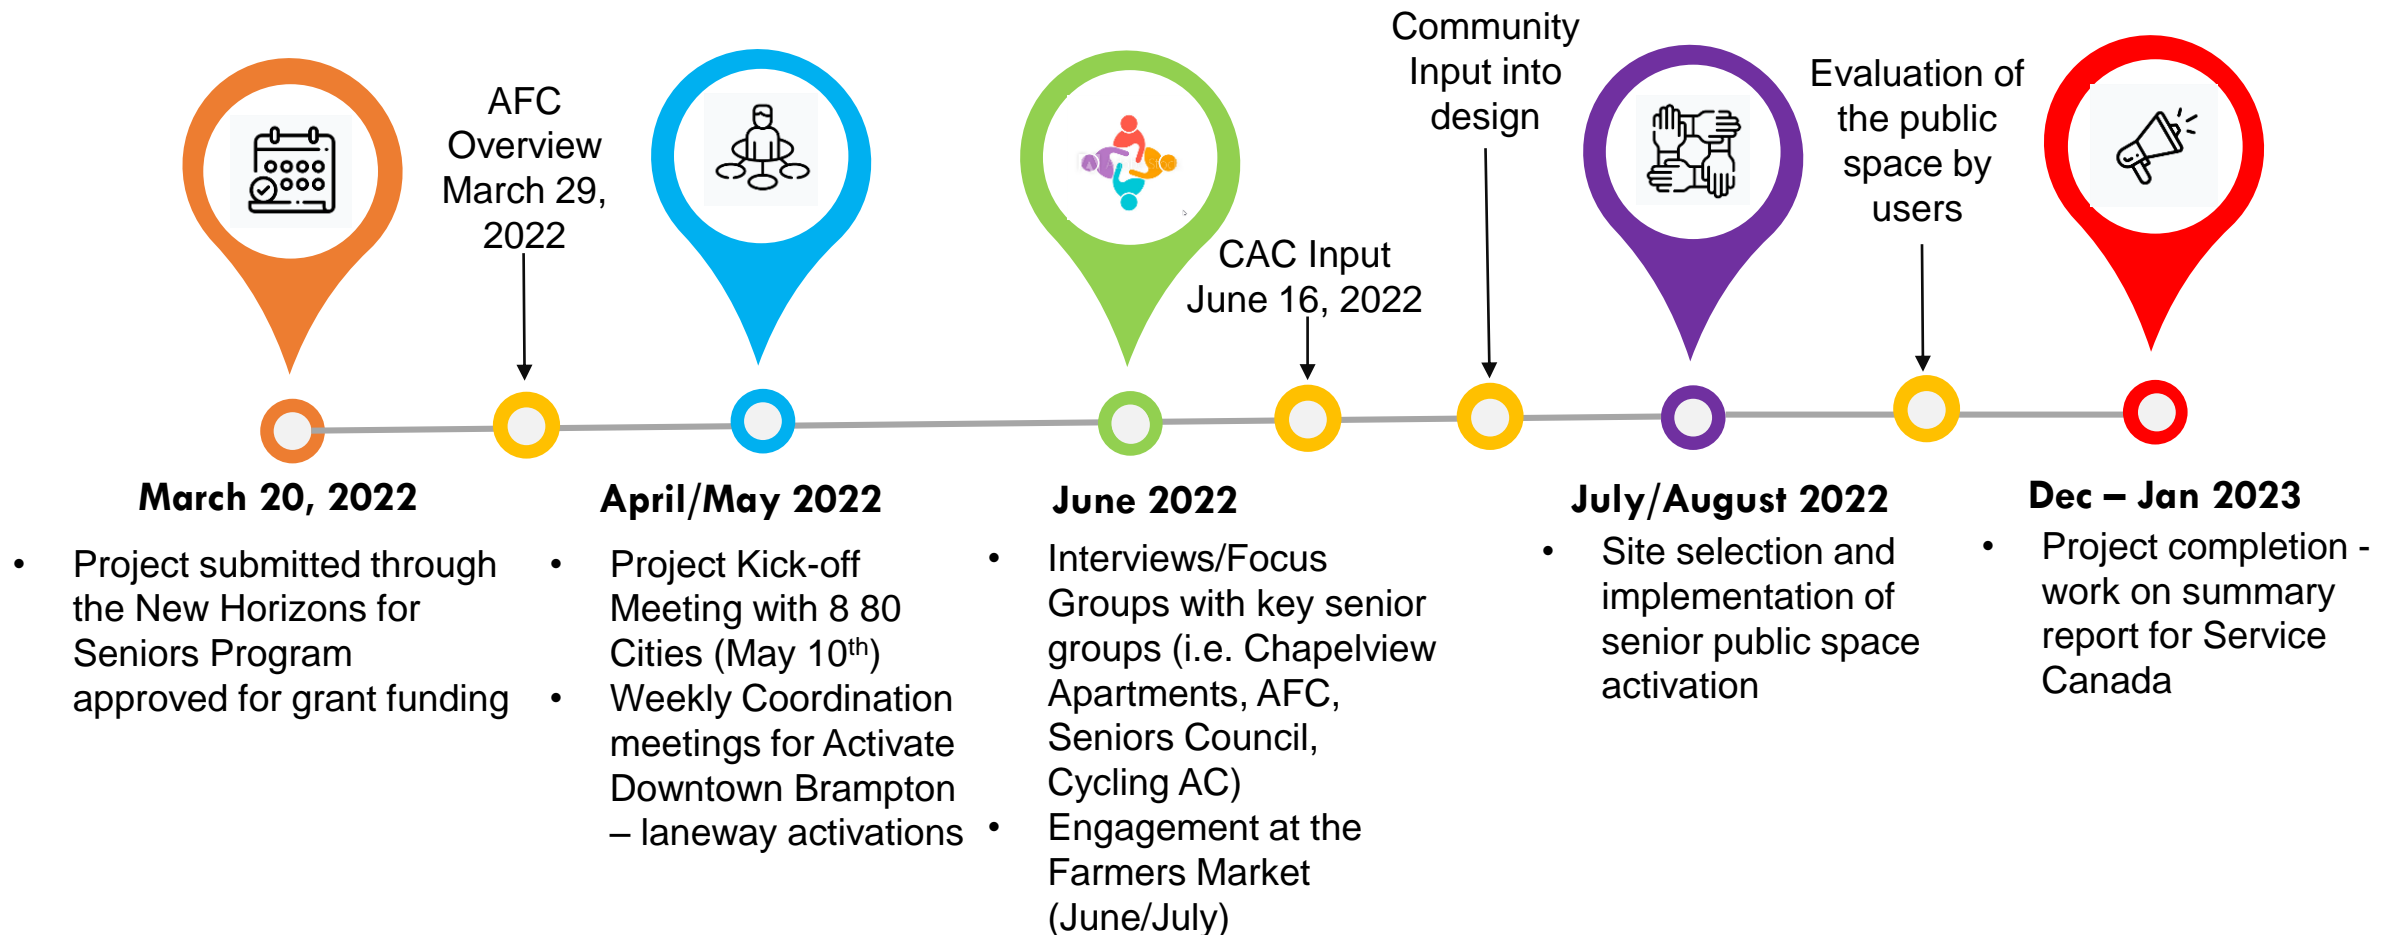 AFC
Overview
March 29,
2022
CAC Input
June 16, 2022
Community
Input into
design
Evaluation of
the public
space by
users
March 20, 2022
• Project submitted through
the New Horizons for
Seniors Program
approved for grant funding
April/May 2022
• Project Kick-off
Meeting with 8 80
Cities (May 10th)
• Weekly Coordination
meetings for Activate
Downtown Brampton
– laneway activations
June 2022
• Interviews/Focus
Groups with key senior
groups (i.e. Chapelview
Apartments, AFC,
Seniors Council,
Cycling AC)
• Engagement at the
Farmers Market
(June/July)
July/August 2022
• Site selection and
implementation of
senior public space
activation
Dec – Jan 2023
• Project completion -
work on summary
report for Service
Canada